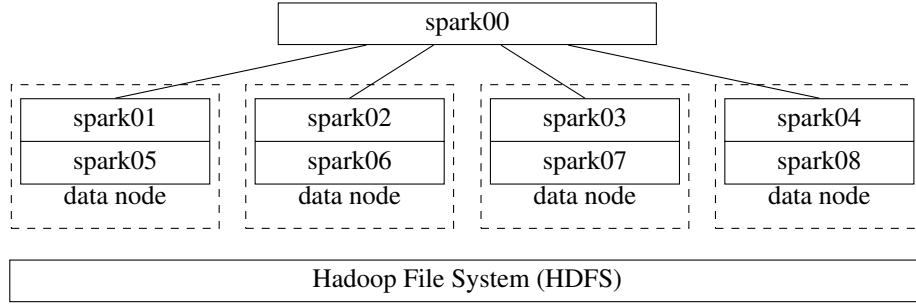 spark00
spark01 spark02 spark03 spark04
spark05 spark06 spark07 spark08
data node data node data node data node
Hadoop File System (HDFS)